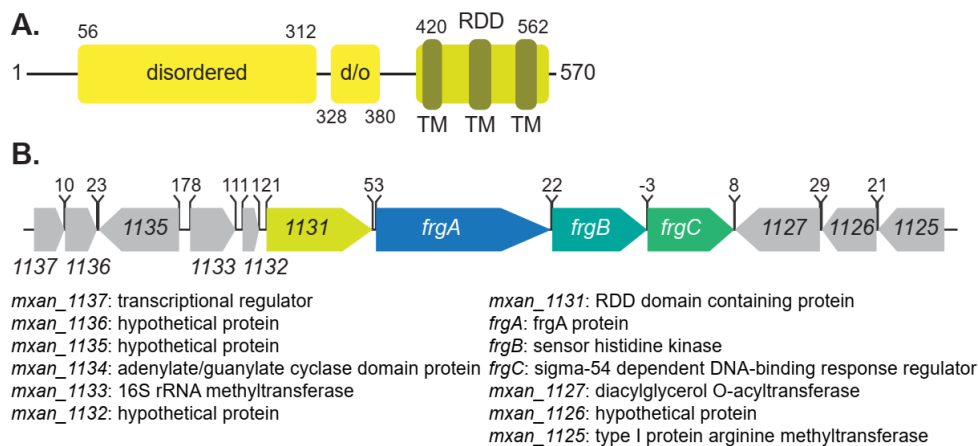 A.
56 312 420 RDD 562
1 disordered d/o 570
328 380 TM TM TM
B.
10 23 178 111 121 53 22 -3 8 29 21
1135 1131 frgA frgB frgC 1127 1126 1125
1137 1136 1133 1132
mxan_1137: transcriptional regulator
mxan_1136: hypothetical protein
mxan_1135: hypothetical protein
mxan_1134: adenylate/guanylate cyclase domain protein
mxan_1133: 16S rRNA methyltransferase
mxan_1132: hypothetical protein
mxan_1131: RDD domain containing protein
frgA: frgA protein
frgB: sensor histidine kinase
frgC: sigma-54 dependent DNA-binding response regulator
mxan_1127: diacylglycerol O-acyltransferase
mxan_1126: hypothetical protein
mxan_1125: type I protein arginine methyltransferase